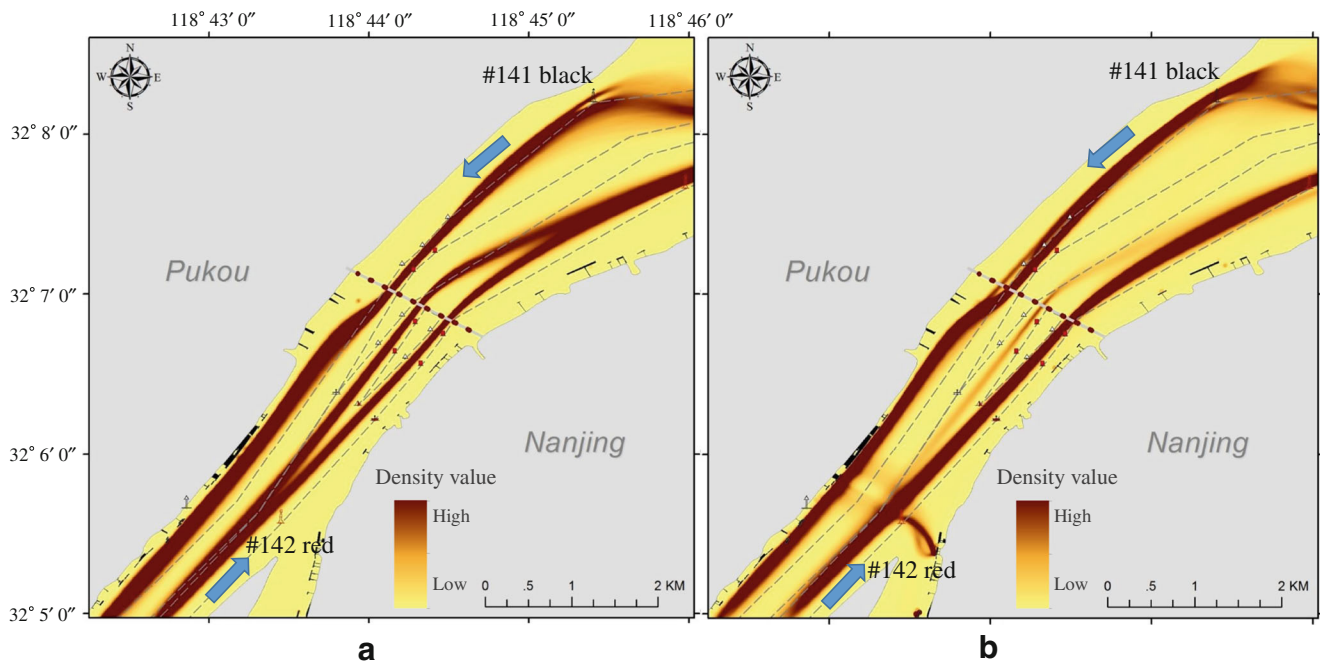 118° 43′ 0″ 118° 44′ 0″ 118° 45′ 0″ 118° 46′ 0″
N
W E
S
#141 black
32° 8′ 0″
Pukou
32° 7′ 0″
Nanjing
32° 6′ 0″
Density value
High
Low
#142 red
0 .5 1 2 KM
32° 5′ 0″
a
N
W E
S
#141 black
Pukou
Nanjing
Density value
High
Low
#142 red
0 .5 1 2 KM
b